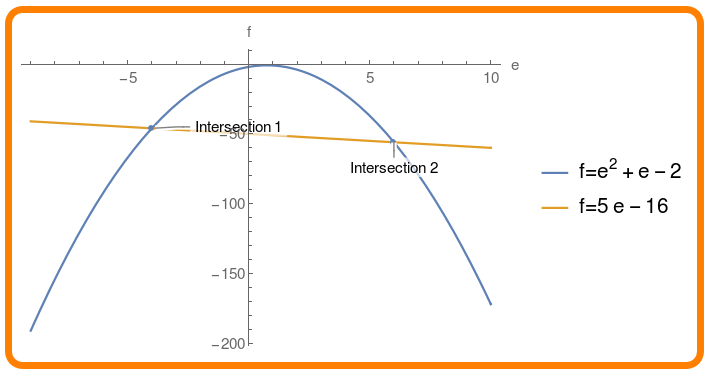 f
e
−5
5
10
Intersection 1
−50
Intersection 2
−100
−150
−200
f=e² + e − 2
f=5 e − 16